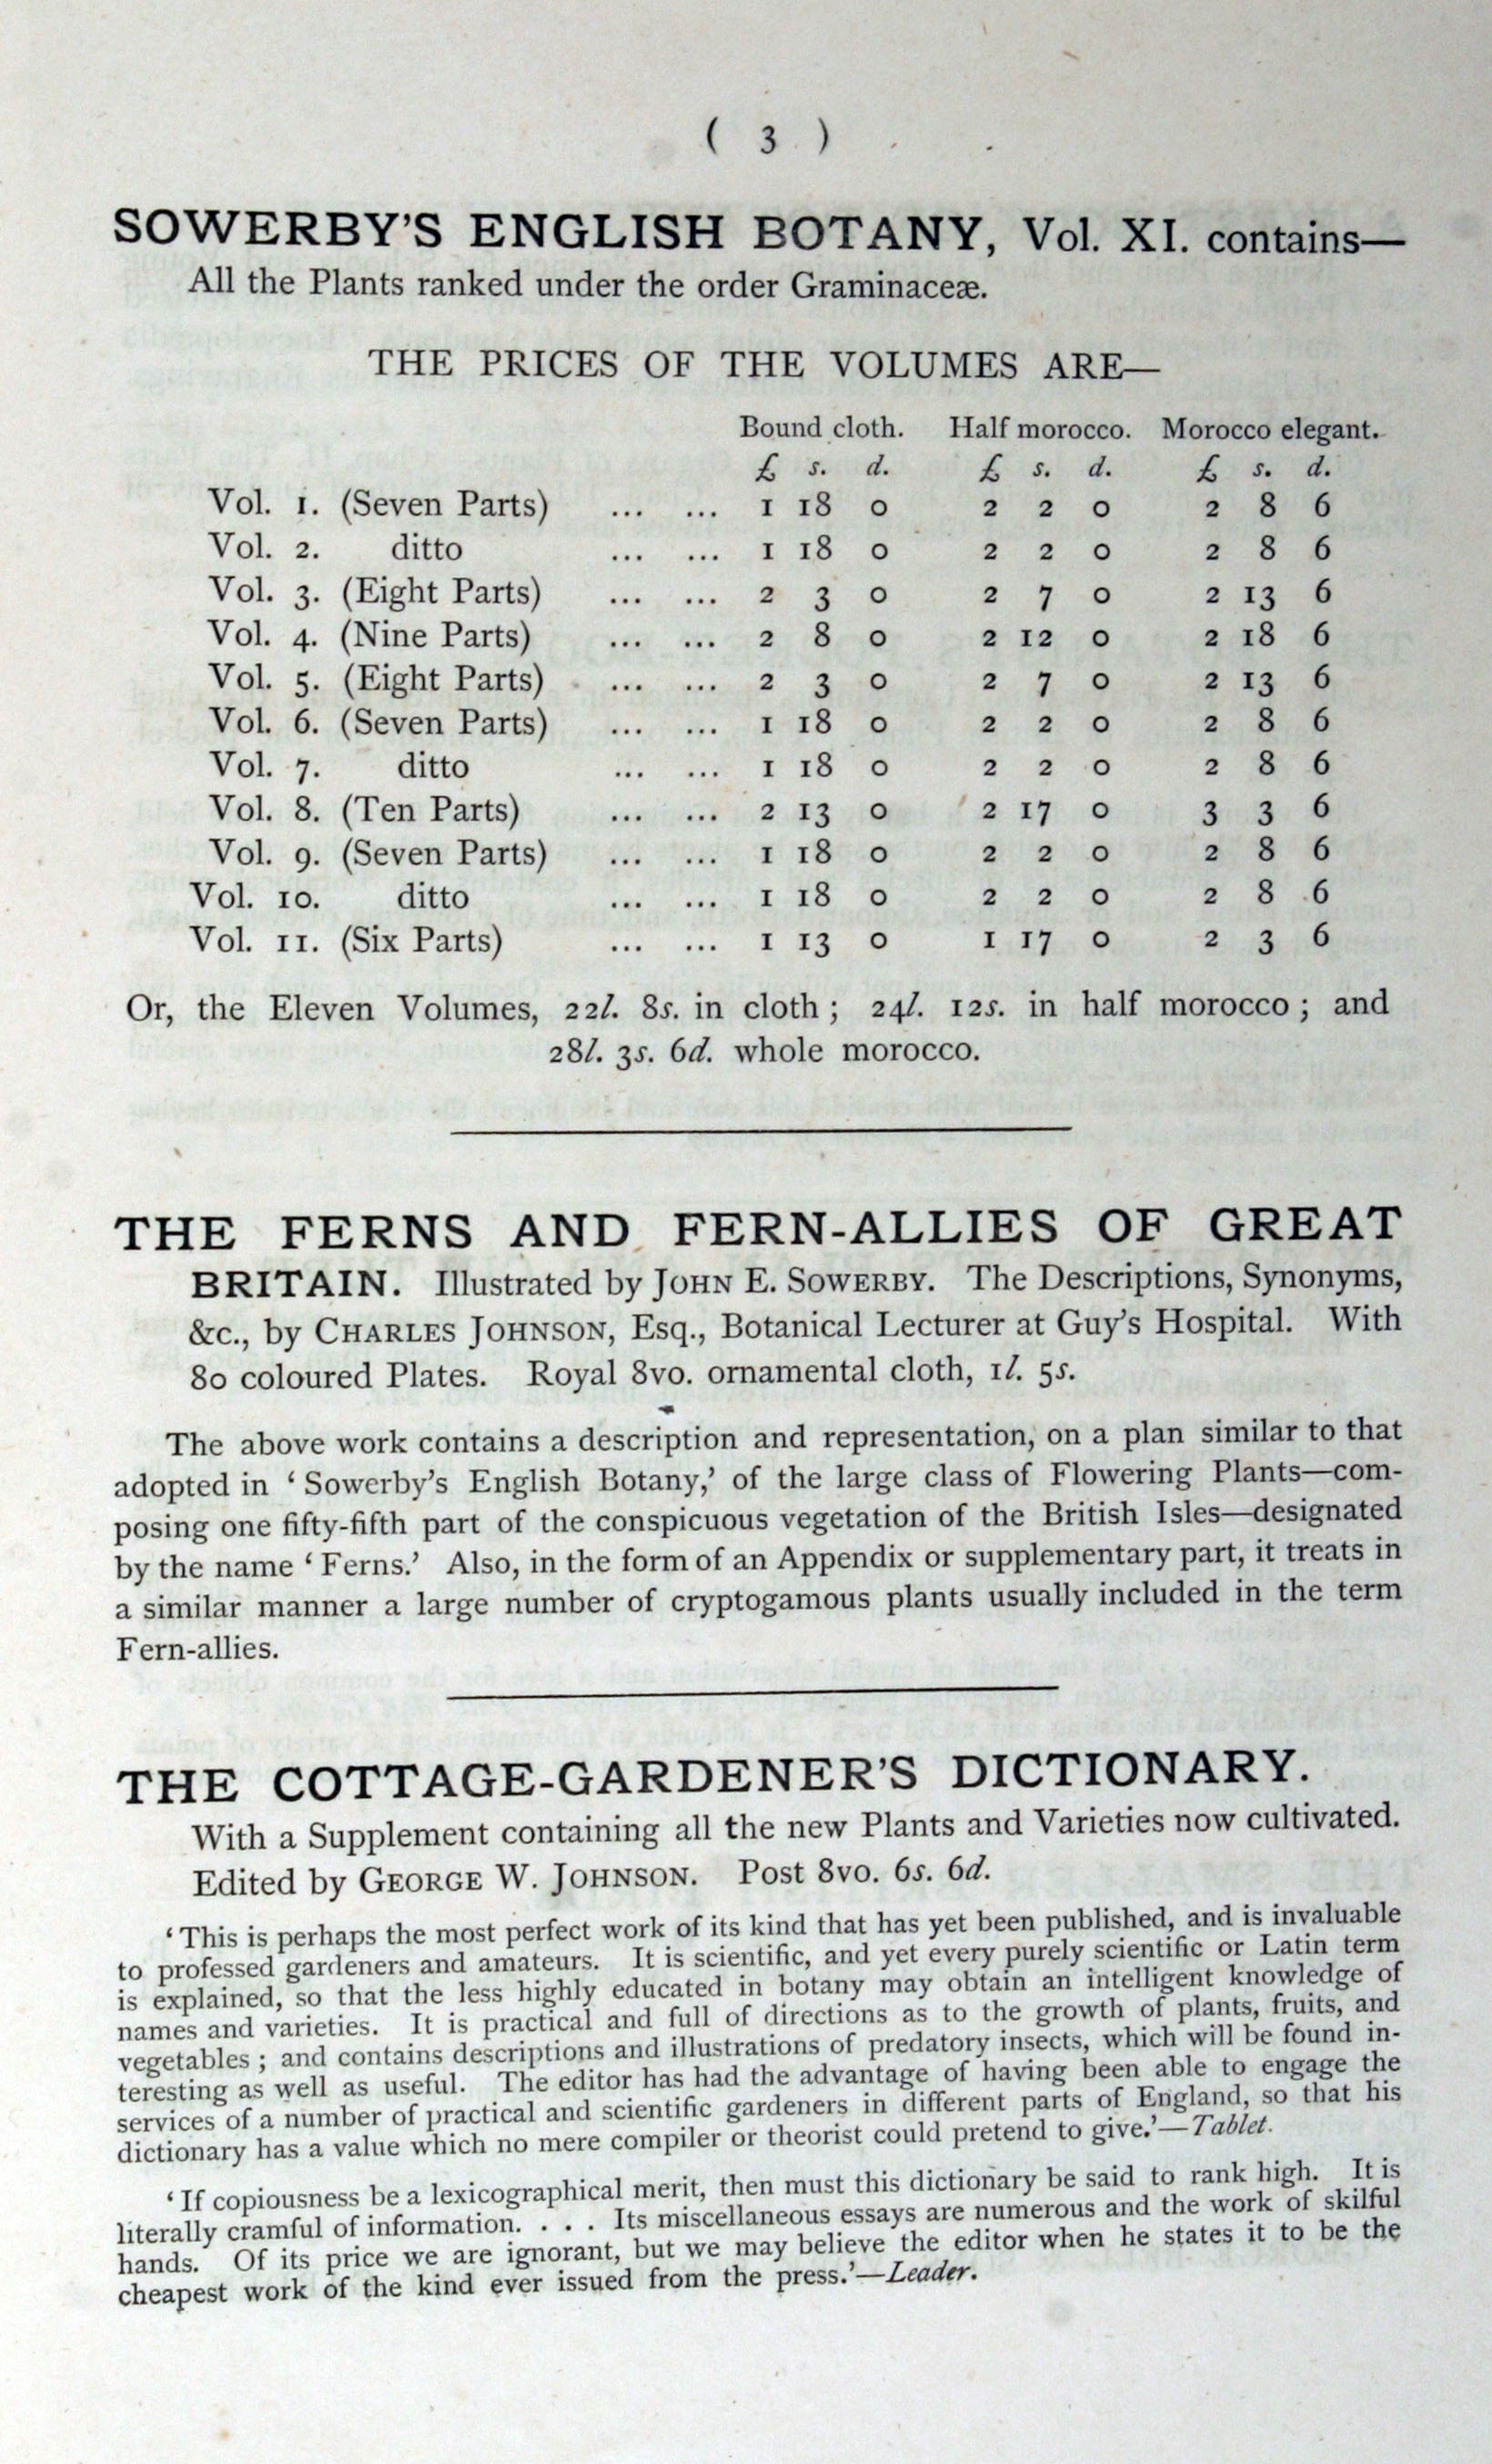 ( 3 )
SOWERBY'S ENGLISH BOTANY, Vol. XI. contains—
All the Plants ranked under the order Graminaceæ.
THE PRICES OF THE VOLUMES ARE—
Bound cloth. Half morocco. Morocco elegant.
£ s. d. £ s. d. £ s. d.
Vol. 1. (Seven Parts) ... ... 1 18 0 2 2 0 2 8 6
Vol. 2. ditto ... ... 1 18 0 2 2 0 2 8 6
Vol. 3. (Eight Parts) ... ... 2 3 0 2 7 0 2 13 6
Vol. 4. (Nine Parts) ... ... 2 8 0 2 12 0 2 18 6
Vol. 5. (Eight Parts) ... ... 2 3 0 2 7 0 2 13 6
Vol. 6. (Seven Parts) ... ... 1 18 0 2 2 0 2 8 6
Vol. 7. ditto ... ... 1 18 0 2 2 0 2 8 6
Vol. 8. (Ten Parts) ... ... 2 13 0 2 17 0 3 3 6
Vol. 9. (Seven Parts) ... ... 1 18 0 2 2 0 2 8 6
Vol. 10. ditto ... ... 1 18 0 2 2 0 2 8 6
Vol. 11. (Six Parts) ... ... 1 13 0 1 17 0 2 3 6
Or, the Eleven Volumes, 22l. 8s. in cloth; 24l. 12s. in half morocco; and
28l. 3s. 6d. whole morocco.
THE FERNS AND FERN-ALLIES OF GREAT
BRITAIN. Illustrated by JOHN E. SOWERBY. The Descriptions, Synonyms,
&c., by CHARLES JOHNSON, Esq., Botanical Lecturer at Guy's Hospital. With
80 coloured Plates. Royal 8vo. ornamental cloth, 1l. 5s.
The above work contains a description and representation, on a plan similar to that
adopted in 'Sowerby's English Botany,' of the large class of Flowering Plants—com-
posing one fifty-fifth part of the conspicuous vegetation of the British Isles—designated
by the name 'Ferns.' Also, in the form of an Appendix or supplementary part, it treats in
a similar manner a large number of cryptogamous plants usually included in the term
Fern-allies.
THE COTTAGE-GARDENER'S DICTIONARY.
With a Supplement containing all the new Plants and Varieties now cultivated.
Edited by GEORGE W. JOHNSON. Post 8vo. 6s. 6d.
'This is perhaps the most perfect work of its kind that has yet been published, and is invaluable
to professed gardeners and amateurs. It is scientific, and yet every purely scientific or Latin term
is explained, so that the less highly educated in botany may obtain an intelligent knowledge of
names and varieties. It is practical and full of directions as to the growth of plants, fruits, and
vegetables; and contains descriptions and illustrations of predatory insects, which will be found in-
teresting as well as useful. The editor has had the advantage of having been able to engage the
services of a number of practical and scientific gardeners in different parts of England, so that his
dictionary has a value which no mere compiler or theorist could pretend to give.'—Tablet.
'If copiousness be a lexicographical merit, then must this dictionary be said to rank high. It is
literally cramful of information. . . . Its miscellaneous essays are numerous and the work of skilful
hands. Of its price we are ignorant, but we may believe the editor when he states it to be the
cheapest work of the kind ever issued from the press.'—Leader.